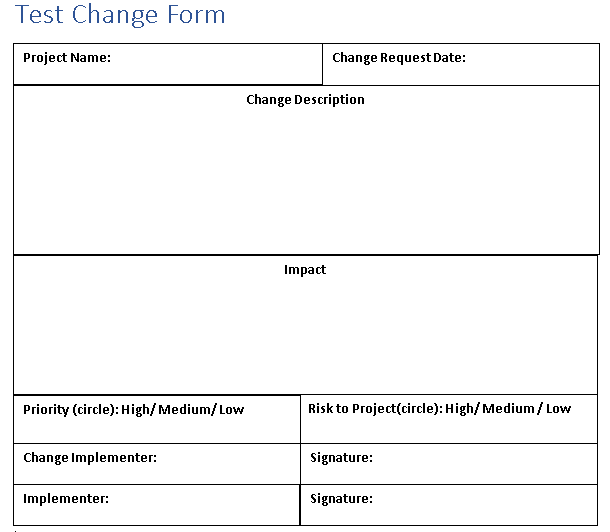 Test Change Form
Project Name:
Change Request Date:
Change Description
Impact
Priority (circle): High/ Medium/ Low
Risk to Project(circle): High/ Medium / Low
Change Implementer:
Signature:
Implementer:
Signature: